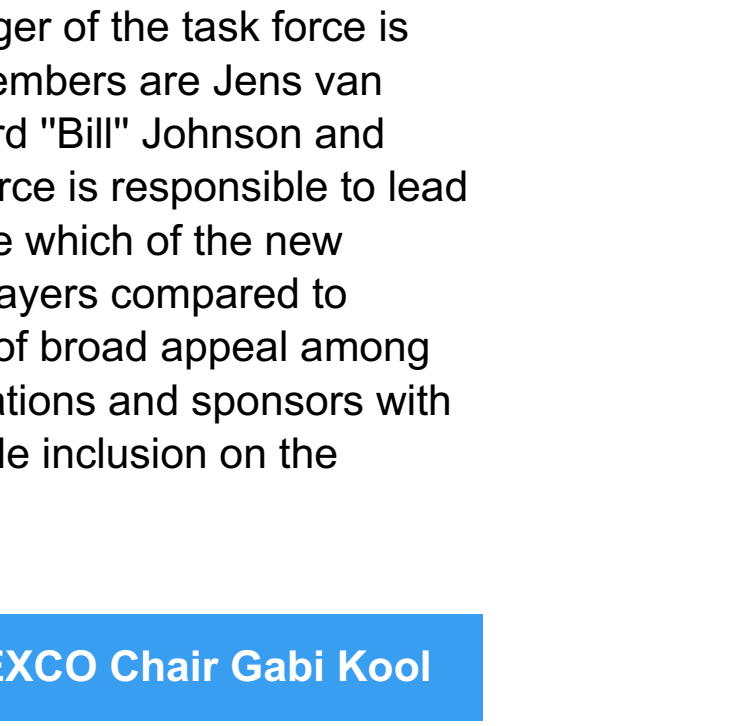 ger of the task force is
embers are Jens van
rd "Bill" Johnson and
rce is responsible to lead
e which of the new
ayers compared to
of broad appeal among
ations and sponsors with
le inclusion on the
EXCO Chair Gabi Kool